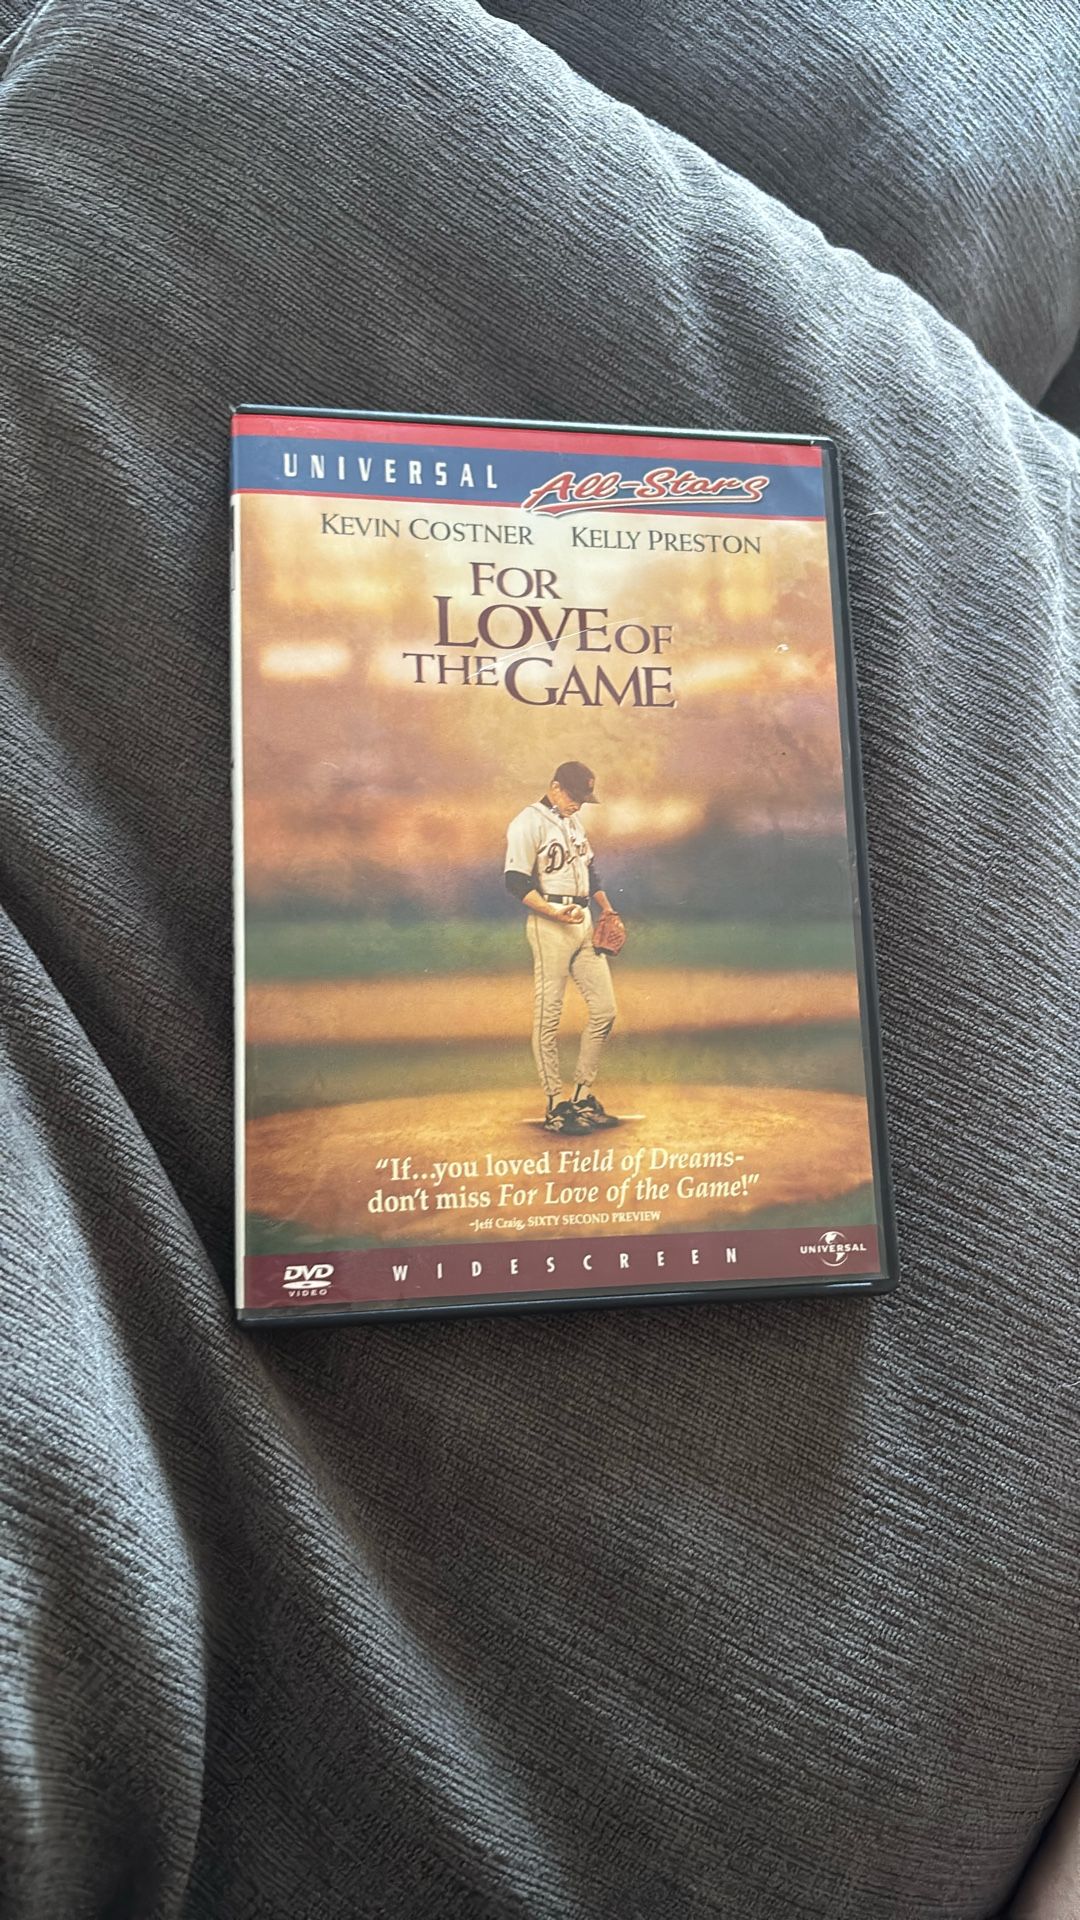 UNIVERSAL All-Stars
KEVIN COSTNER KELLY PRESTON
FOR
LOVE OF
THE GAME
"If...you loved Field of Dreams-
don't miss For Love of the Game!"
-Jeff Craig, SIXTY SECOND PREVIEW
DVD VIDEO
WIDESCREEN
UNIVERSAL